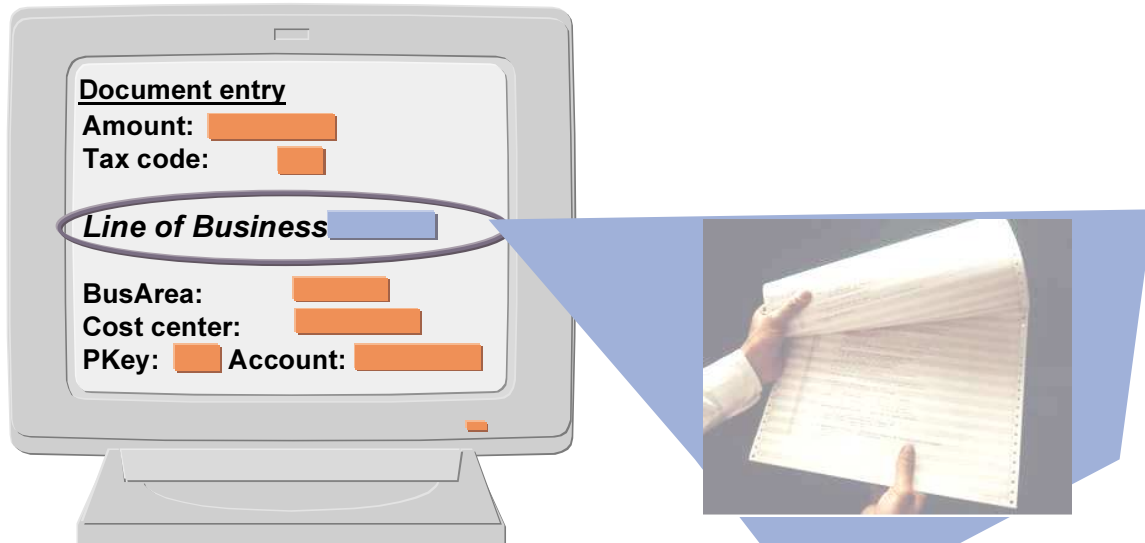 Document entry
Amount:
Tax code:
Line of Business
BusArea:
Cost center:
PKey: Account: